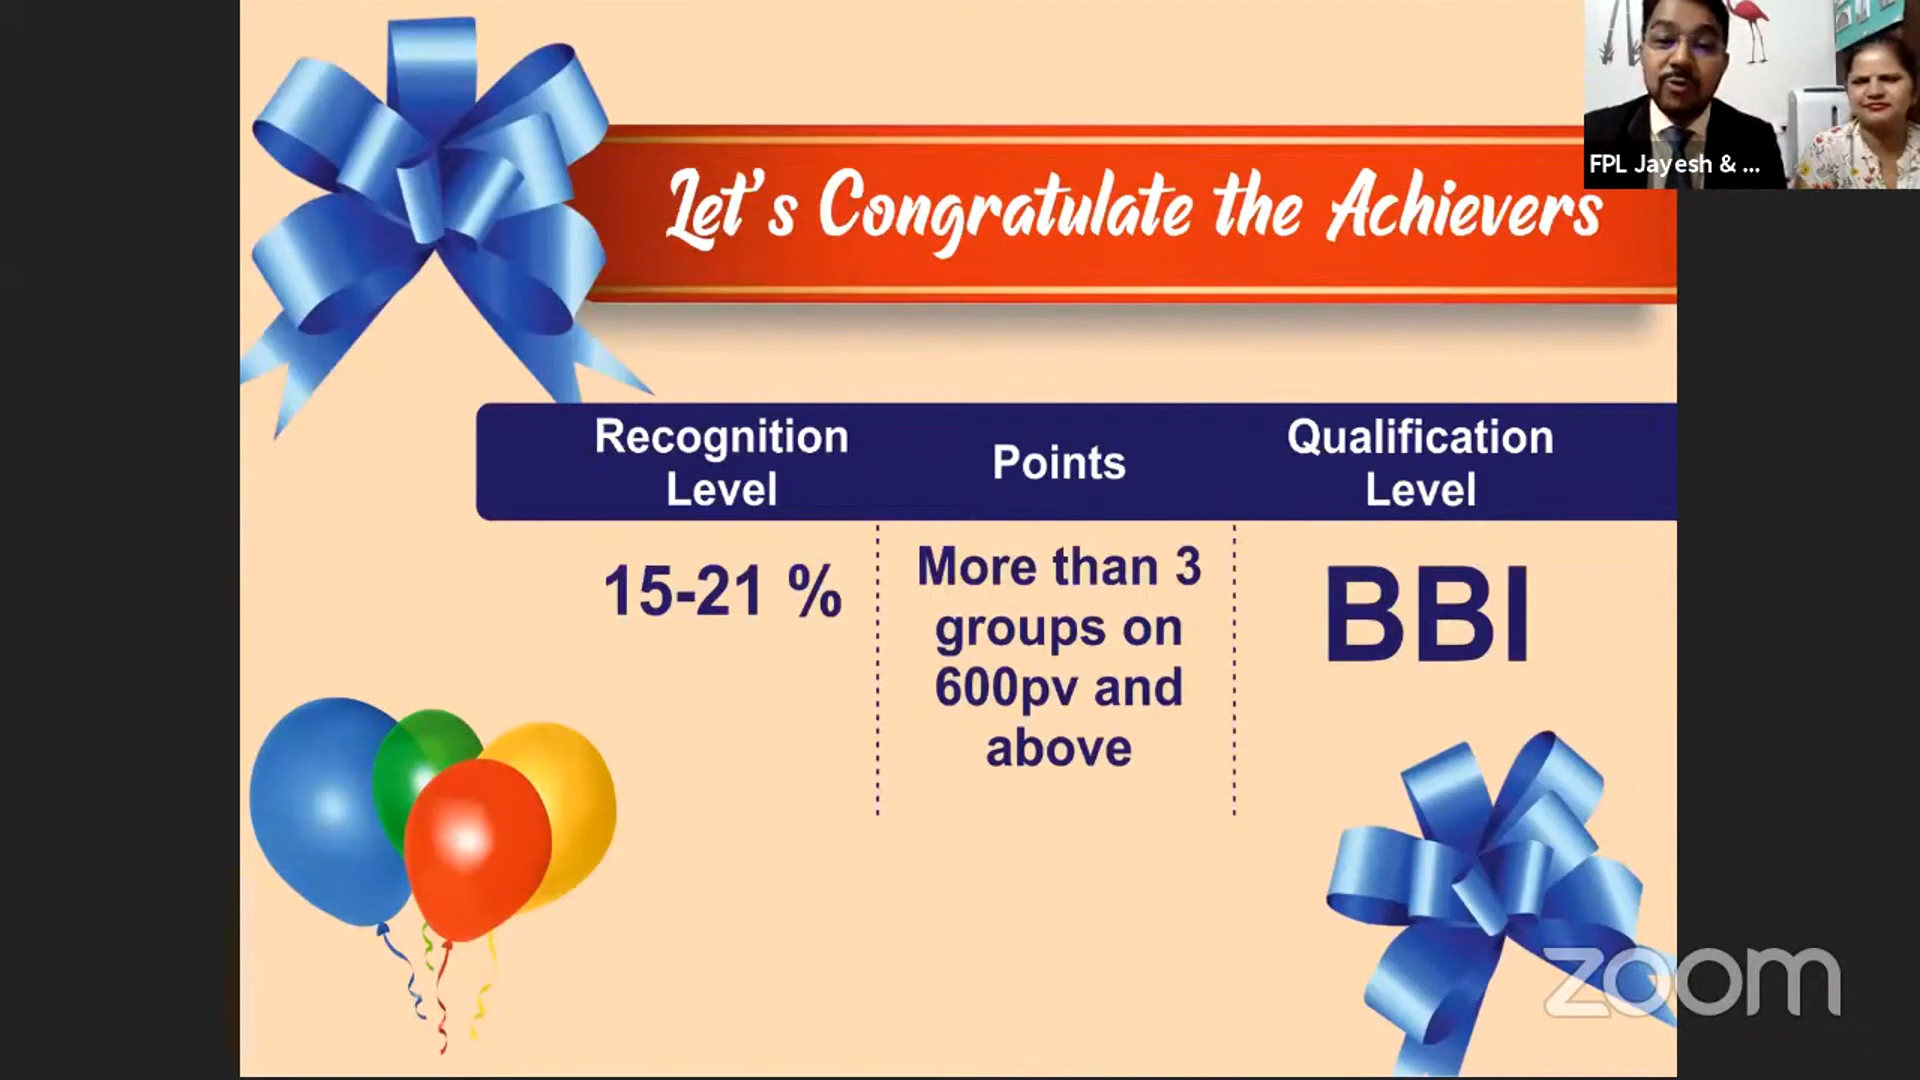 FPL Jayesh & ...
Let's Congratulate the Achievers
Recognition
Level
Points
Qualification
Level
15-21 %
More than 3
groups on
600pv and
above
BBI
zoom